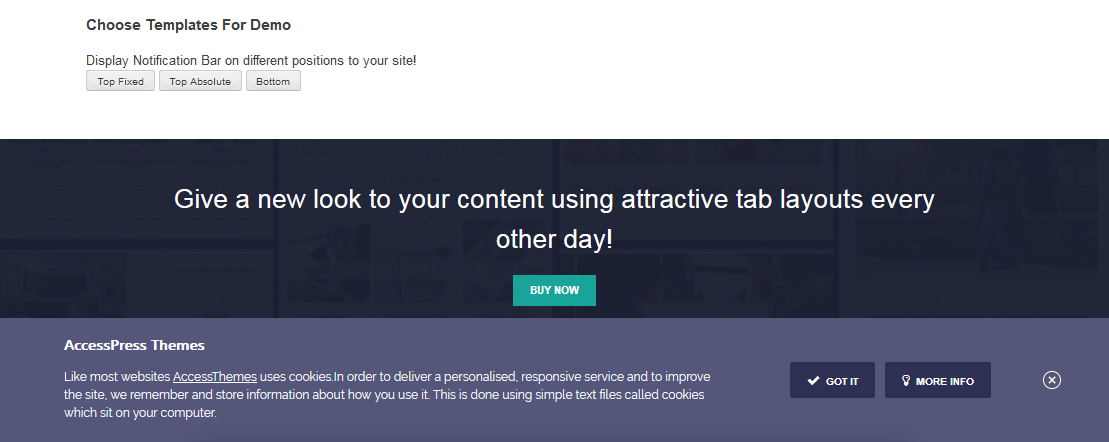 Choose Templates For Demo
Display Notification Bar on different positions to your site!
Top Fixed Top Absolute Bottom
Give a new look to your content using attractive tab layouts every
other day!
BUY NOW
AccessPress Themes
Like most websites AccessThemes uses cookies.In order to deliver a personalised, responsive service and to improve
the site, we remember and store information about how you use it. This is done using simple text files called cookies
which sit on your computer.
GOT IT MORE INFO